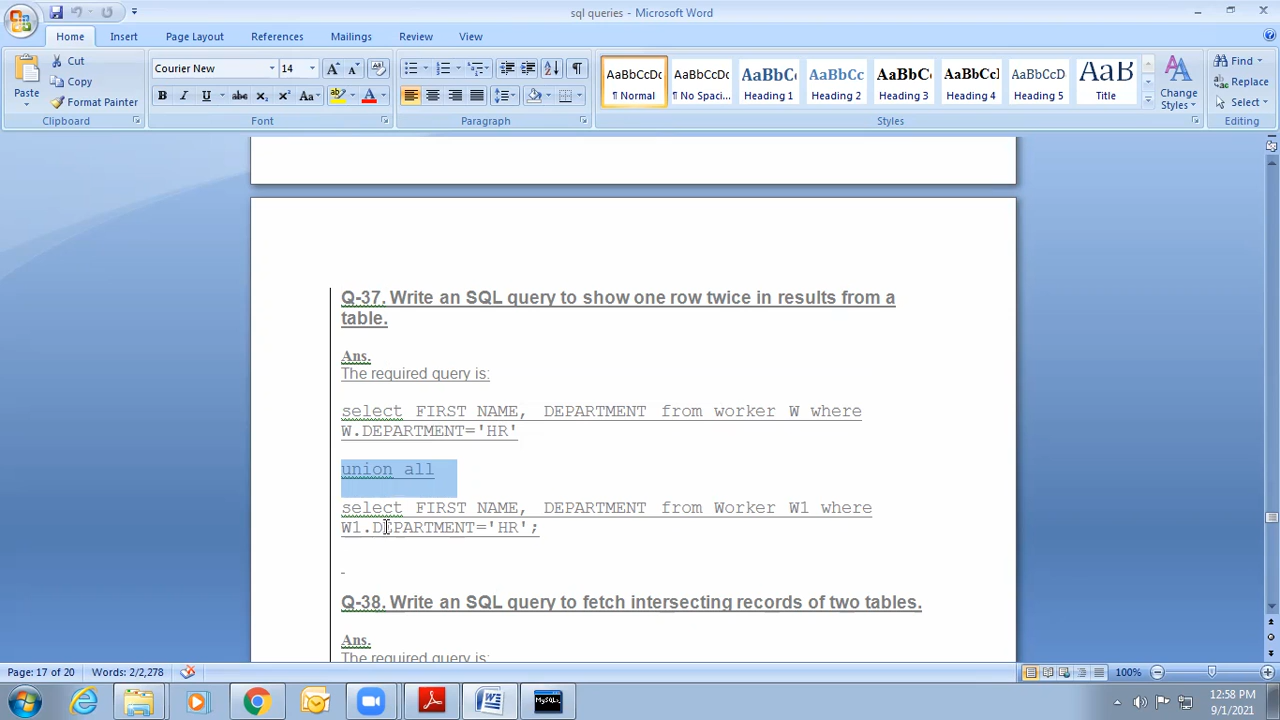 sql queries - Microsoft Word
Home Insert Page Layout References Mailings Review View
Paste
Cut
Copy
Format Painter
Clipboard
Courier New 14
Font
Paragraph
AaBbCcDc AaBbCcDc AaBbCc AaBbCc AaBbCc AaBbCcI AaBbCcD AaB
¶ Normal ¶ No Spaci... Heading 1 Heading 2 Heading 3 Heading 4 Heading 5 Title
Change Styles
Styles
Find
Replace
Select
Editing
Q-37. Write an SQL query to show one row twice in results from a
table.
Ans.
The required query is:
select FIRST_NAME, DEPARTMENT from worker W where
W.DEPARTMENT='HR'
union all
select FIRST_NAME, DEPARTMENT from Worker W1 where
W1.DEPARTMENT='HR';
Q-38. Write an SQL query to fetch intersecting records of two tables.
Ans.
The required query is:
Page: 17 of 20 Words: 2/2,278 100%
12:58 PM
9/1/2021